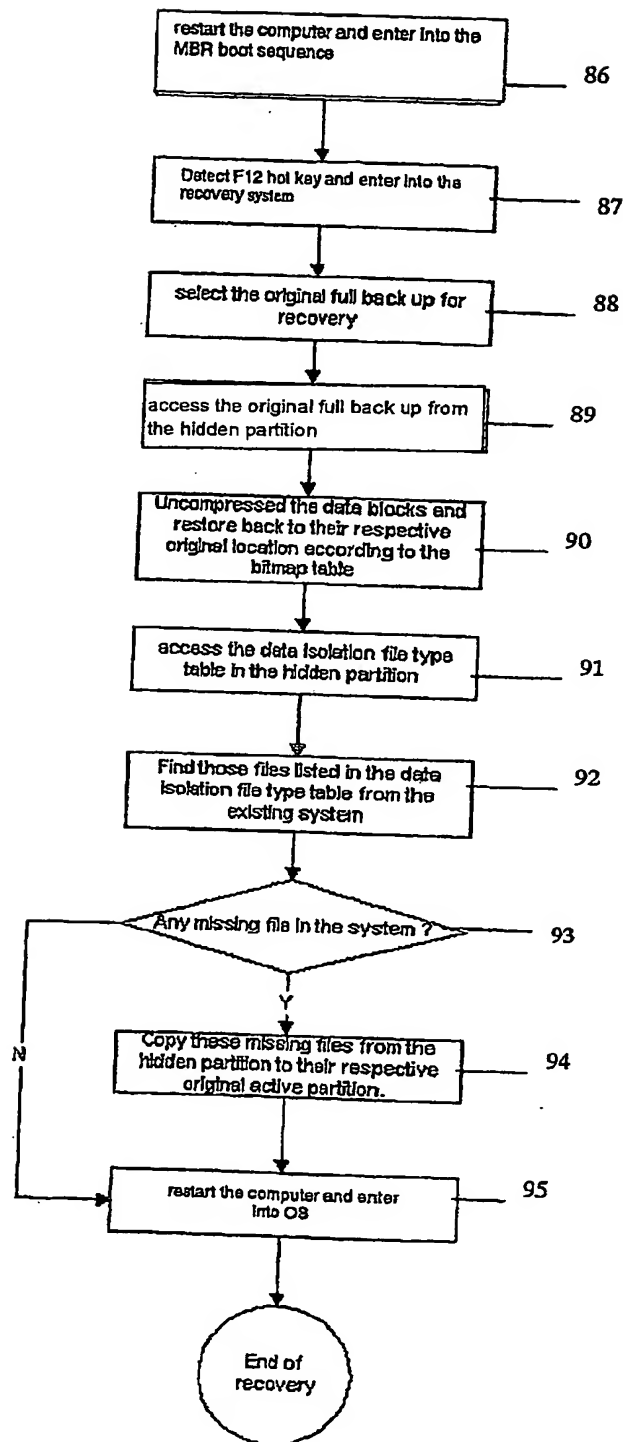 restart the computer and enter into the
MBR boot sequence
86
Detect F12 hot key and enter into the
recovery system
87
select the original full back up for
recovery
88
access the original full back up from
the hidden partition
89
Uncompressed the data blocks and
restore back to their respective
original location according to the
bitmap table
90
access the data isolation file type
table in the hidden partition
91
Find those files listed in the data
isolation file type table from the
existing system
92
Any missing file in the system ?
93
Y
N
Copy these missing files from the
hidden partition to their respective
original active partition.
94
restart the computer and enter
into OS
95
End of
recovery